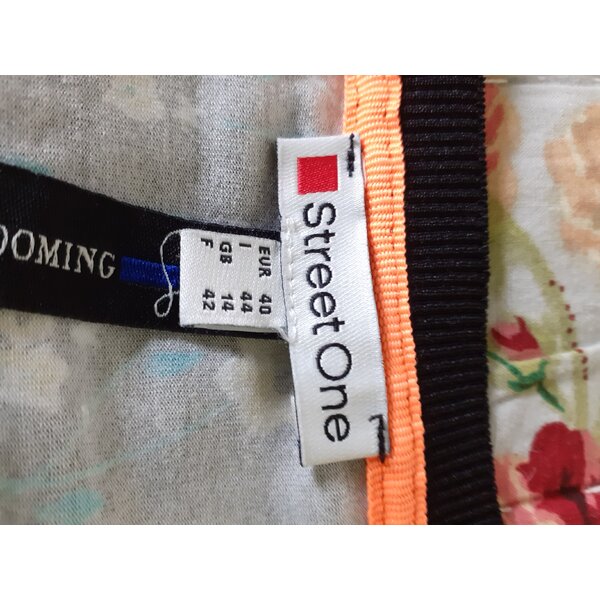 Street One
EUR 40
I 44
GB 14
F 42
OOMING